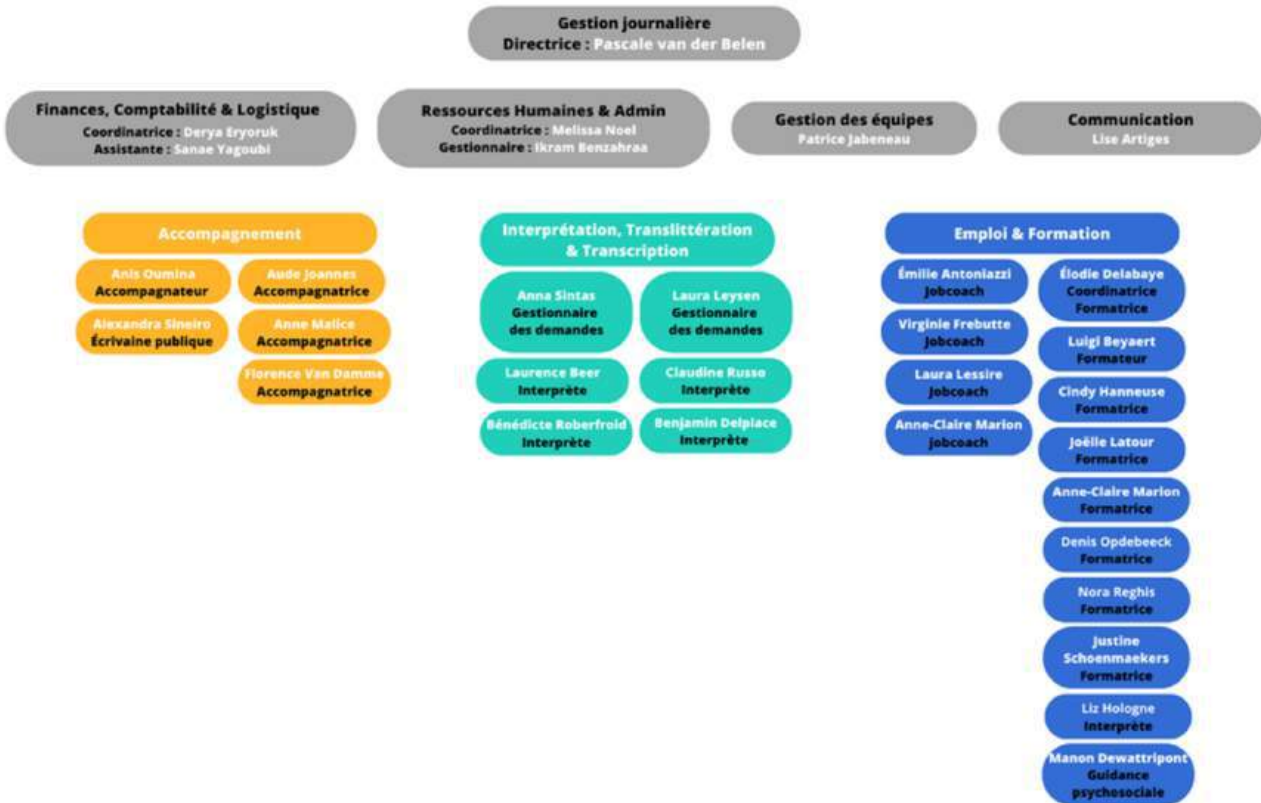 Gestion journalière
Directrice : Pascale van der Belen
Finances, Comptabilité & Logistique
Coordinatrice : Derya Eryoruk
Assistante : Sanae Yagoubi
Ressources Humaines & Admin
Coordinatrice : Melissa Noel
Gestionnaire : Ikram Benzahraa
Gestion des équipes
Patrice Jabeneau
Communication
Lise Artiges
Accompagnement
Anis Oumina
Accompagnateur
Alexandra Sineiro
Écrivaine publique
Aude Joannes
Accompagnatrice
Anne Malice
Accompagnatrice
Florence Van Damme
Accompagnatrice
Interprétation, Translittération
& Transcription
Anna Sintas
Gestionnaire
des demandes
Laura Leysen
Gestionnaire
des demandes
Laurence Beer
Interprète
Claudine Russo
Interprète
Bénédicte Roberfroid
Interprète
Benjamin Delplace
Interprète
Emploi & Formation
Émilie Antoniazzi
Jobcoach
Virginie Frebutte
Jobcoach
Laura Lessire
Jobcoach
Anne-Claire Marlon
Jobcoach
Élodie Delabaye
Coordinatrice
Formatrice
Luigi Beyaert
Formateur
Cindy Hanneuse
Formatrice
Joëlle Latour
Formatrice
Anne-Claire Marlon
Formatrice
Denis Opdebeeck
Formatrice
Nora Reghis
Formatrice
Justine
Schoenmaekers
Formatrice
Liz Hologne
Interprète
Manon Dewattripont
Guidance
psychosociale